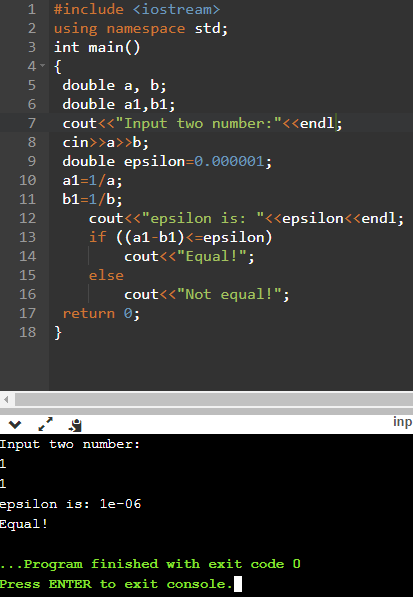 1 #include <iostream>
2 using namespace std;
3 int main()
4 {
5 double a, b;
6 double a1,b1;
7 cout<<"Input two number:"<<endl;
8 cin>>a>>b;
9 double epsilon=0.000001;
10 a1=1/a;
11 b1=1/b;
12 cout<<"epsilon is: "<<epsilon<<endl;
13 if ((a1-b1)<=epsilon)
14 cout<<"Equal!";
15 else
16 cout<<"Not equal!";
17 return 0;
18 }
inp
Input two number:
1
1
epsilon is: 1e-06
Equal!
...Program finished with exit code 0
Press ENTER to exit console.